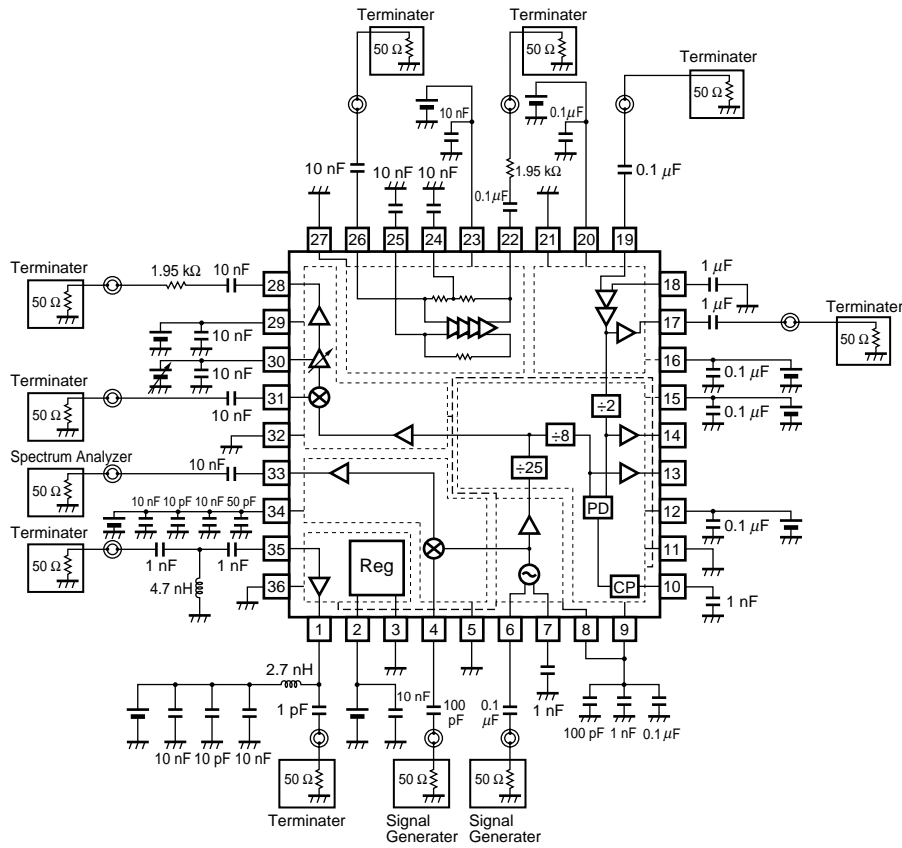 Terminater
50 Ω
Terminater
50 Ω
Terminater
50 Ω
10 nF
0.1 μF
10 nF
10 nF
10 nF
0.1 μF
1.95 kΩ
0.1 μF
27
26
25
24
23
22
21
20
19
Terminater
50 Ω
1.95 kΩ
10 nF
28
18
1 μF
29
10 nF
17
1 μF
Terminater
50 Ω
30
10 nF
16
0.1 μF
Terminater
50 Ω
10 nF
31
15
0.1 μF
÷2
32
÷8
14
Spectrum Analyzer
50 Ω
10 nF
33
÷25
13
10 nF
10 pF
10 nF
50 pF
34
PD
12
0.1 μF
Terminater
50 Ω
1 nF
1 nF
35
11
4.7 nH
36
Reg
CP
10
1 nF
1
2
3
4
5
6
7
8
9
2.7 nH
1 pF
10 nF
10 pF
10 nF
10 nF
100
pF
0.1
μF
1 nF
100 pF
1 nF
0.1 μF
50 Ω
Terminater
50 Ω
Signal
Generater
50 Ω
Signal
Generater